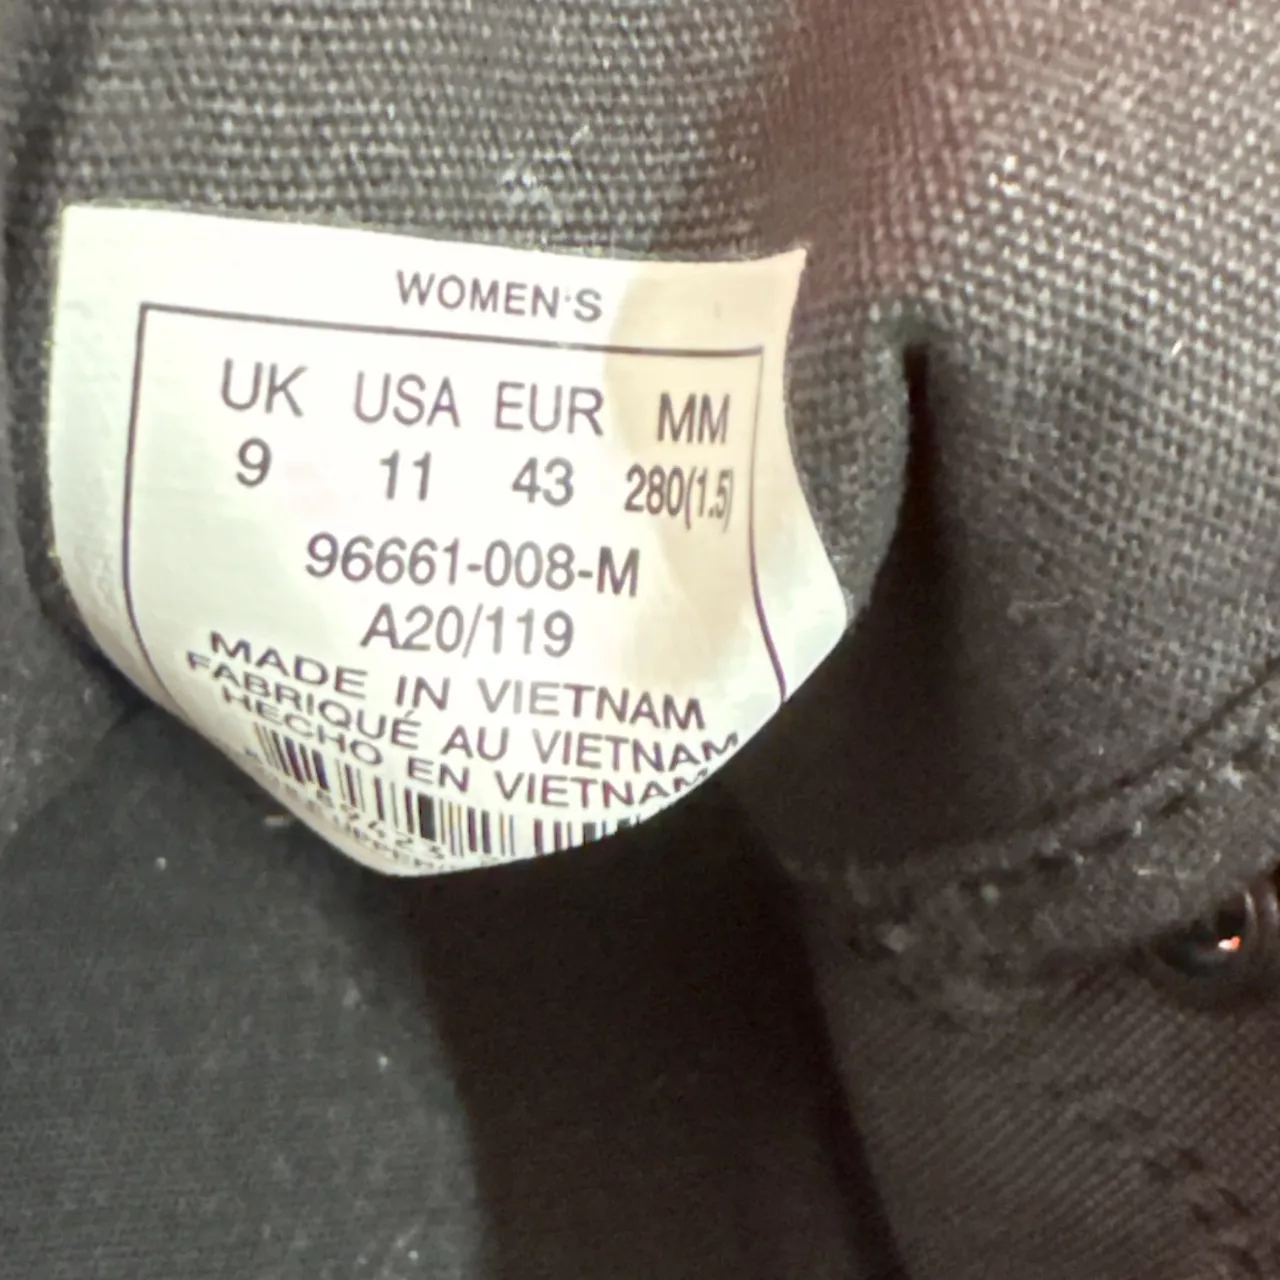 WOMEN'S
UK USA EUR MM
9 11 43 280(1.5)
96661-008-M
A20/119
MADE IN VIETNAM
FABRIQUÉ AU VIETNAM
HECHO EN VIETNAM